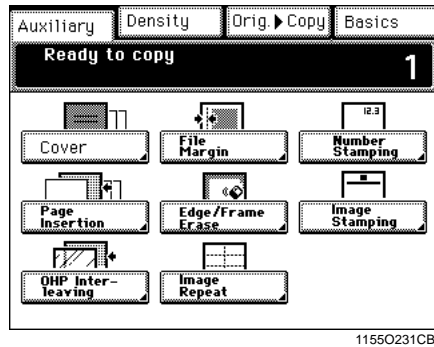 Auxiliary Density Orig.▶Copy Basics
Ready to copy 1
12.3
Cover File Margin Number Stamping
Page Insertion Edge/Frame Erase Image Stamping
OHP Inter-leaving Image Repeat
1155O231CB